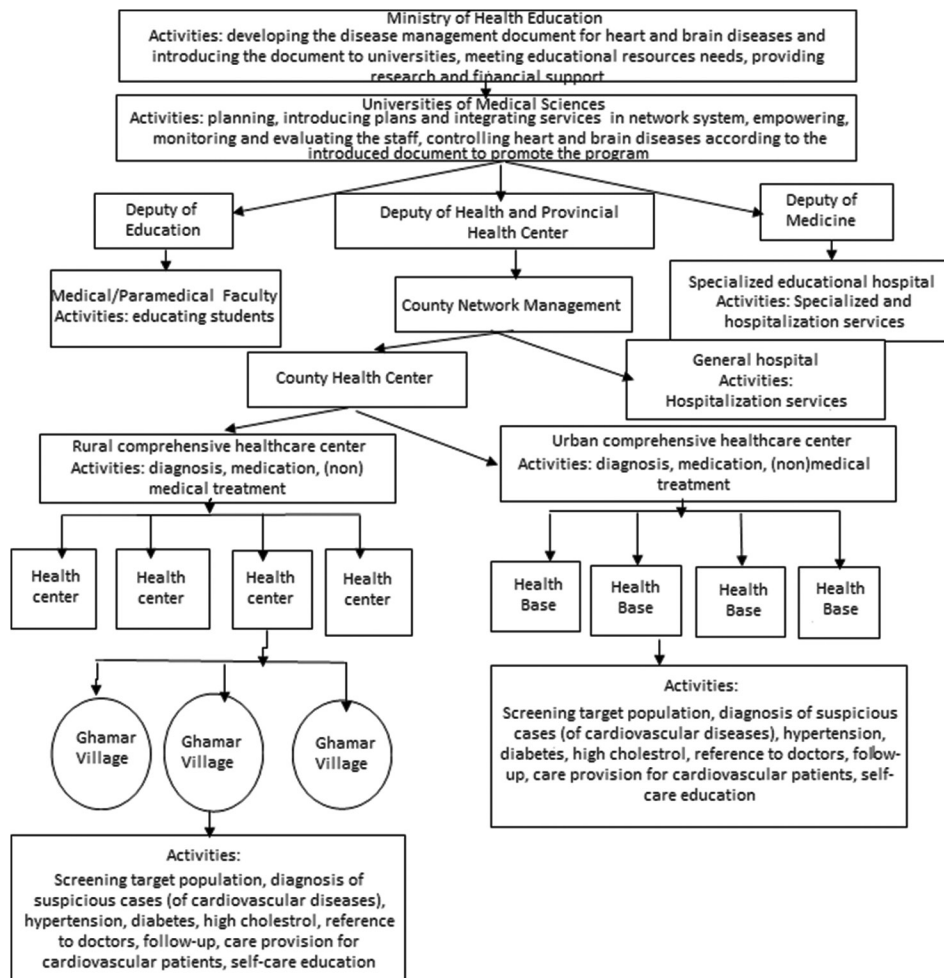 Ministry of Health Education
Activities: developing the disease management document for heart and brain diseases and
introducing the document to universities, meeting educational resources needs, providing
research and financial support
Universities of Medical Sciences
Activities: planning, introducing plans and integrating services in network system, empowering,
monitoring and evaluating the staff, controlling heart and brain diseases according to the
introduced document to promote the program
Deputy of
Education
Deputy of Health and Provincial
Health Center
Deputy of
Medicine
Medical/Paramedical Faculty
Activities: educating students
County Network Management
Specialized educational hospital
Activities: Specialized and
hospitalization services
County Health Center
General hospital
Activities:
Hospitalization services
Rural comprehensive healthcare center
Activities: diagnosis, medication, (non)
medical treatment
Urban comprehensive healthcare center
Activities: diagnosis, medication, (non)medical
treatment
Health
center
Health
center
Health
center
Health
center
Health
Base
Health
Base
Health
Base
Health
Base
Ghamar
Village
Ghamar
Village
Ghamar
Village
Activities:
Screening target population, diagnosis of suspicious
cases (of cardiovascular diseases), hypertension,
diabetes, high cholestrol, reference to doctors, follow-
up, care provision for cardiovascular patients, self-
care education
Activities:
Screening target population, diagnosis of
suspicious cases (of cardiovascular diseases),
hypertension, diabetes, high cholestrol, reference
to doctors, follow-up, care provision for
cardiovascular patients, self-care education